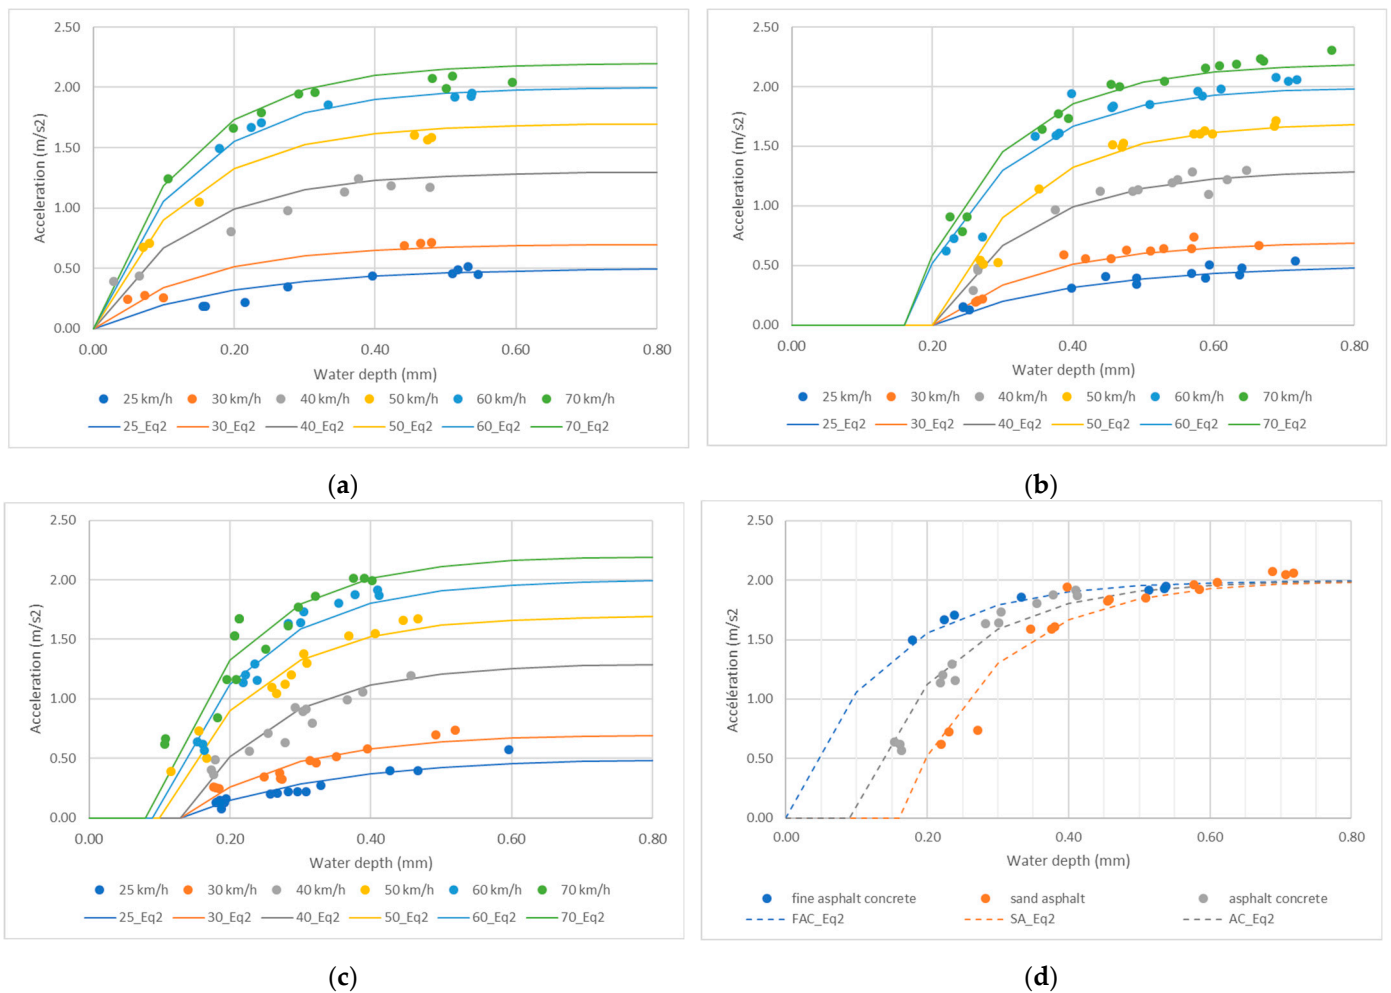 2.50
2.00
1.50
1.00
0.50
0.00
Acceleration (m/s2)
0.00 0.20 0.40 0.60 0.80
Water depth (mm)
25 km/h 30 km/h 40 km/h 50 km/h 60 km/h 70 km/h
25_Eq2 30_Eq2 40_Eq2 50_Eq2 60_Eq2 70_Eq2
(a)
2.50
2.00
1.50
1.00
0.50
0.00
Acceleration (m/s2)
0.00 0.20 0.40 0.60 0.80
Water depth (mm)
25 km/h 30 km/h 40 km/h 50 km/h 60 km/h 70 km/h
25_Eq2 30_Eq2 40_Eq2 50_Eq2 60_Eq2 70_Eq2
(b)
2.50
2.00
1.50
1.00
0.50
0.00
Acceleration (m/s2)
0.00 0.20 0.40 0.60 0.80
Water depth (mm)
25 km/h 30 km/h 40 km/h 50 km/h 60 km/h 70 km/h
25_Eq2 30_Eq2 40_Eq2 50_Eq2 60_Eq2 70_Eq2
(c)
2.50
2.00
1.50
1.00
0.50
0.00
Accélération (m/s2
0.00 0.20 0.40 0.60 0.80
Water depth (mm)
fine asphalt concrete sand asphalt asphalt concrete
FAC_Eq2 SA_Eq2 AC_Eq2
(d)